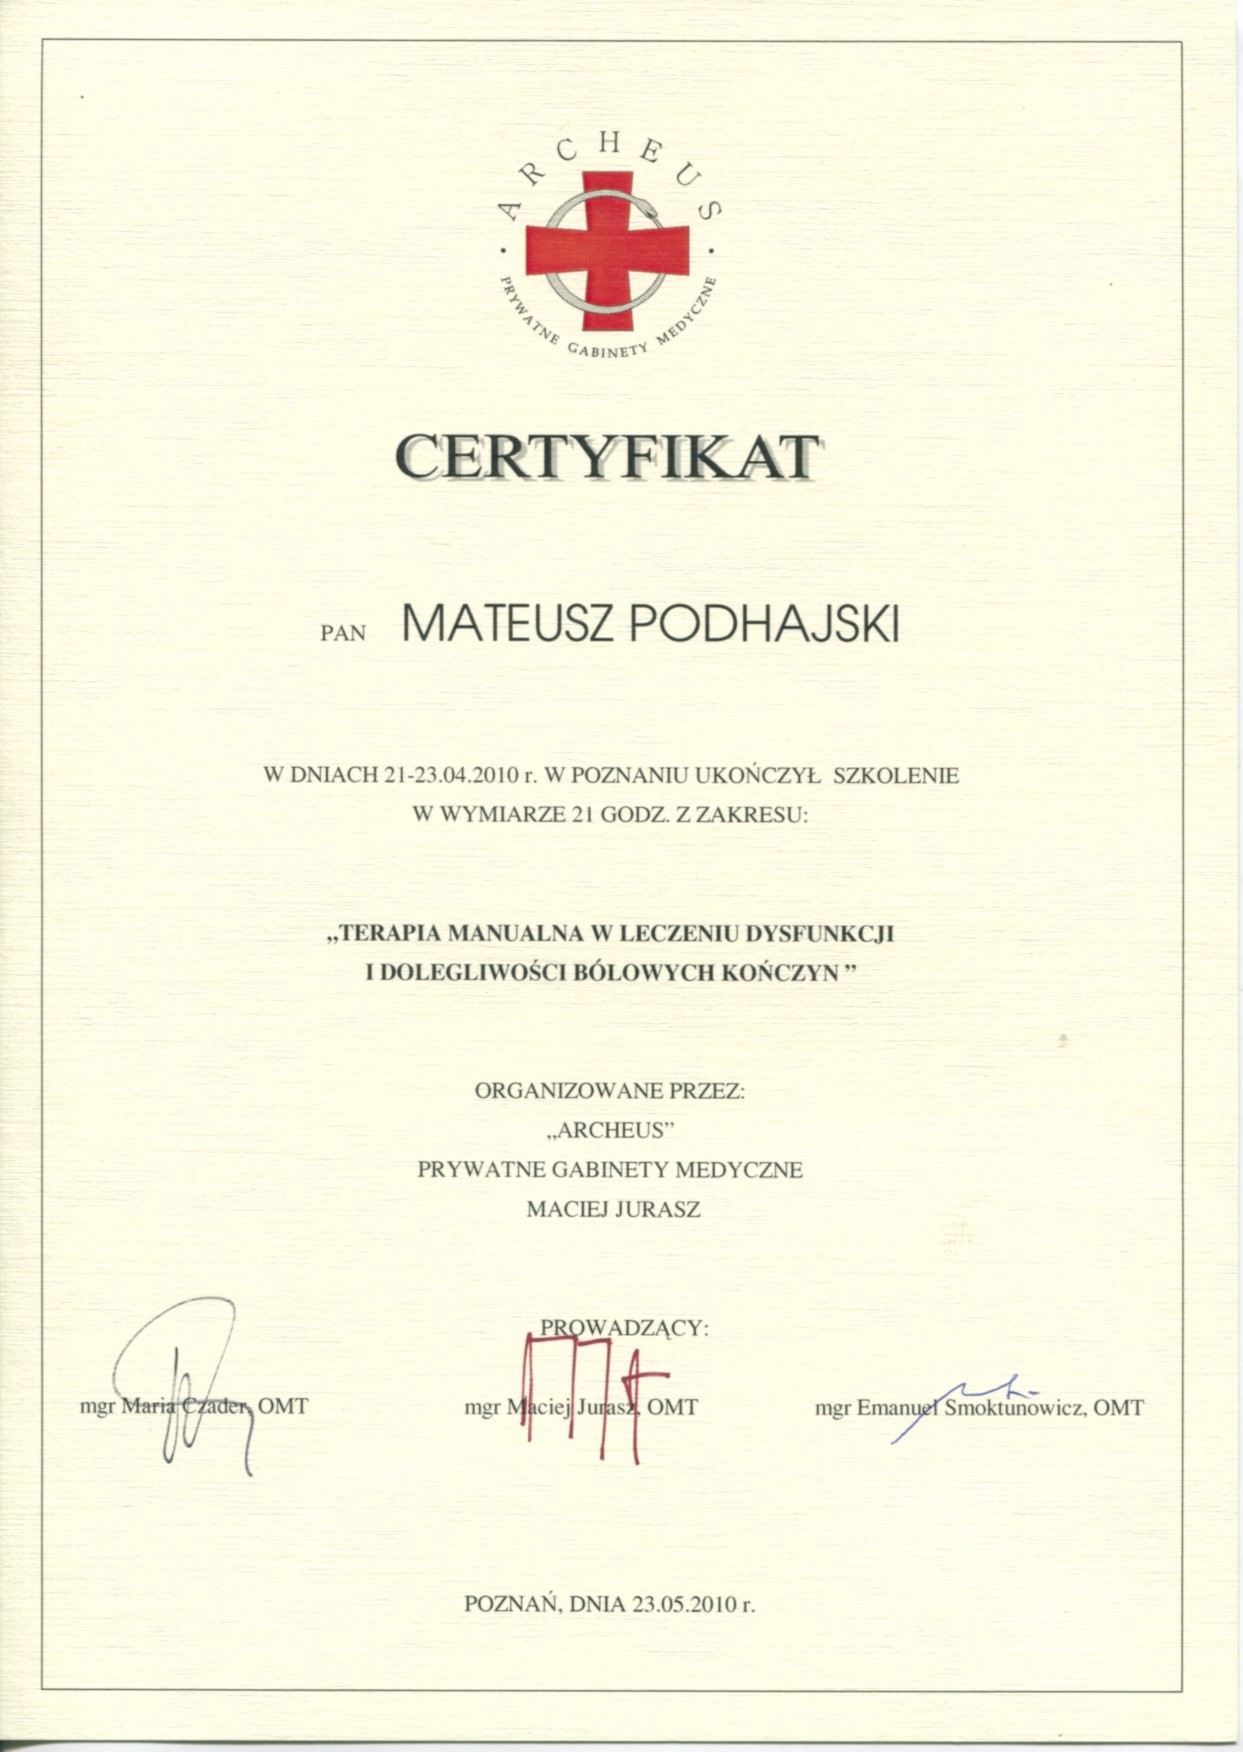 ARCHEUS
PRYWATNE GABINETY MEDYCZNE
CERTYFIKAT
PAN MATEUSZ PODHAJSKI
W DNIACH 21-23.04.2010 r. W POZNANIU UKOŃCZYŁ SZKOLENIE
W WYMIARZE 21 GODZ. Z ZAKRESU:
„TERAPIA MANUALNA W LECZENIU DYSFUNKCJI
I DOLEGLIWOŚCI BÓLOWYCH KOŃCZYN ”
ORGANIZOWANE PRZEZ:
„ARCHEUS”
PRYWATNE GABINETY MEDYCZNE
MACIEJ JURASZ
PROWADZĄCY:
mgr Maria Czader, OMT mgr Maciej Jurasz, OMT mgr Emanuel Smoktunowicz, OMT
POZNAŃ, DNIA 23.05.2010 r.